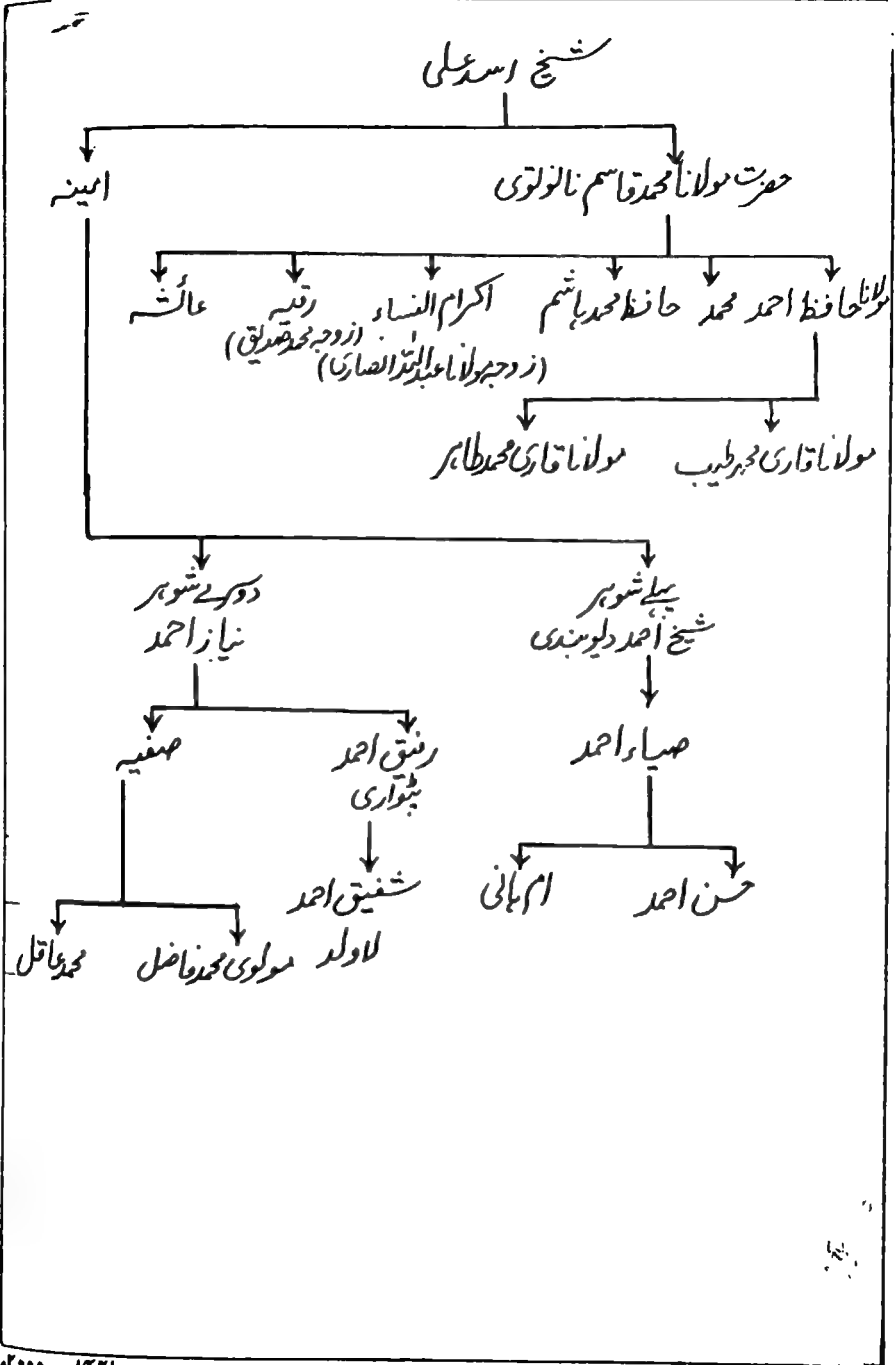 شیخ اسد علی
حضرت مولانا محمد قاسم نانوتوی
امینہ
مولانا حافظ احمد
محمد
حافظ محمد ہاشم
اکرام النساء
(زوجہ مولانا عبداللہ انصاری)
رقیہ
(زوجہ محمد صدیق)
عائشہ
مولانا قاری محمد طیب
مولانا قاری محمد طاہر
پہلے شوہر
شیخ احمد دیوبندی
دوسرے شوہر
نیاز احمد
ضیاء احمد
رفیق احمد
پٹواری
صفیہ
حسن احمد
ام ہانی
شفیق احمد
لاولد
مولوی محمد فاضل
محمد عاقل